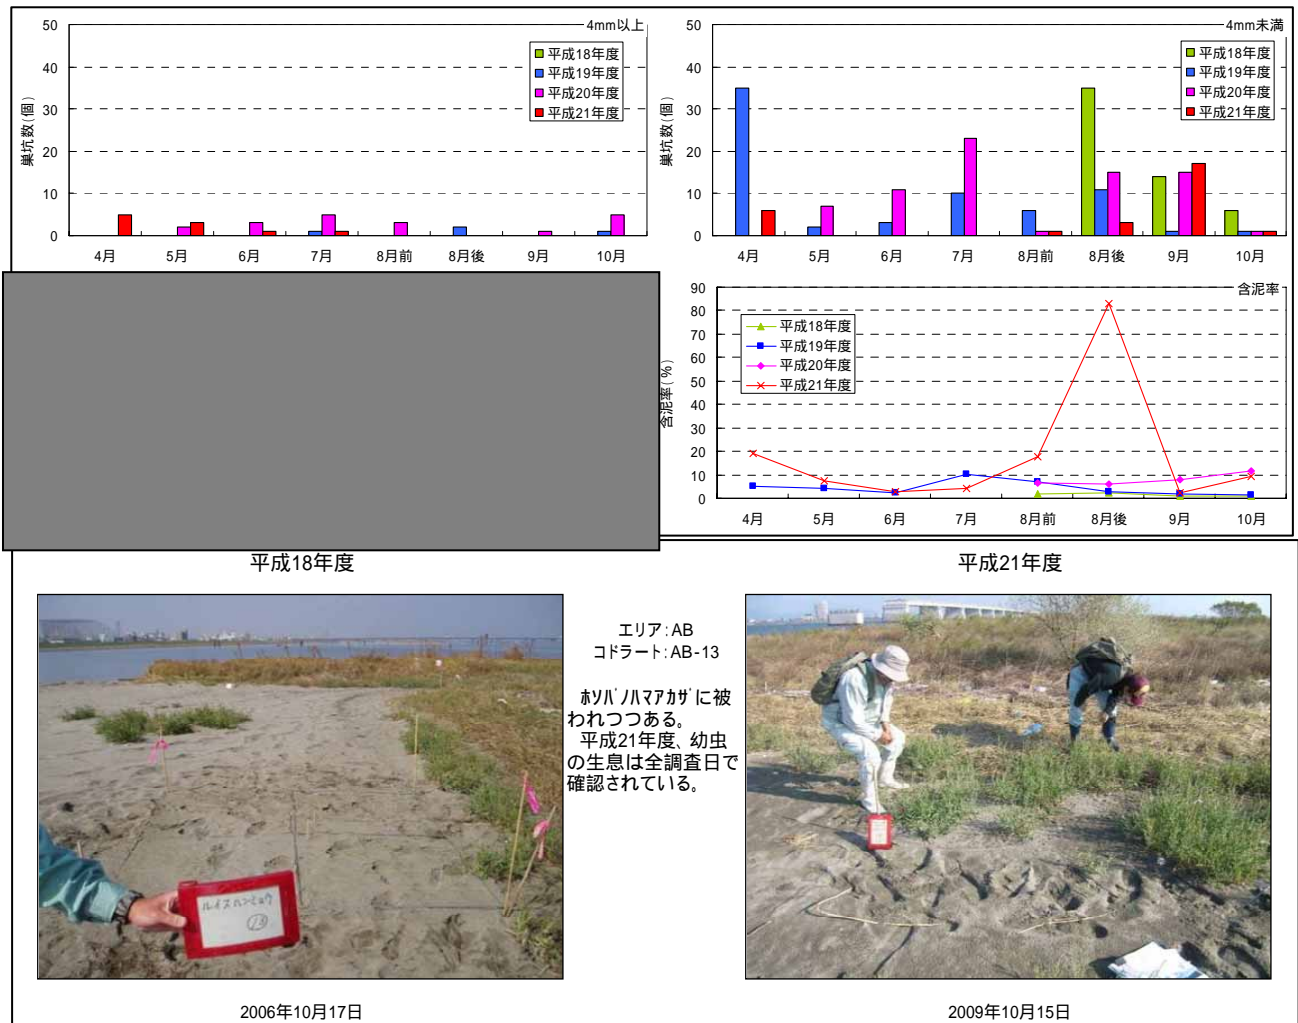 4mm以上
50
40
30
20
10
0
巣坑数(個)
平成18年度
平成19年度
平成20年度
平成21年度
4月 5月 6月 7月 8月前 8月後 9月 10月
4mm未満
50
40
30
20
10
0
巣坑数(個)
平成18年度
平成19年度
平成20年度
平成21年度
4月 5月 6月 7月 8月前 8月後 9月 10月
含泥率
90
80
70
60
50
40
30
20
10
0
含泥率(%)
平成18年度
平成19年度
平成20年度
平成21年度
4月 5月 6月 7月 8月前 8月後 9月 10月
平成18年度
平成21年度
エリア:AB
コドラート:AB-13
ホソバノハマアカザに被
われつつある。
平成21年度、幼虫
の生息は全調査日で
確認されている。
ルイスハンミョウ
13
2006年10月17日
2009年10月15日